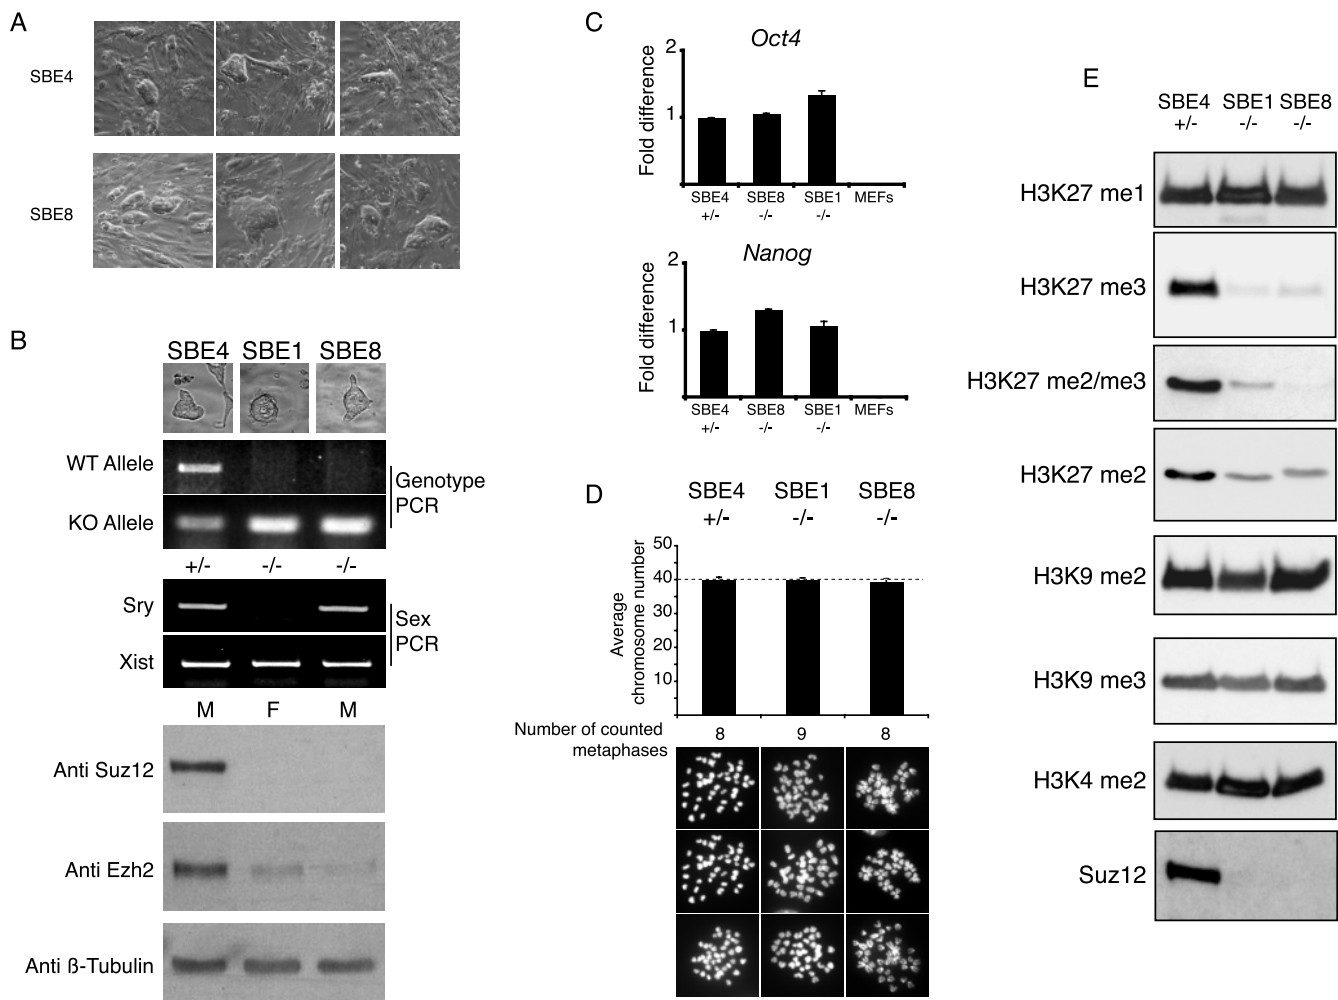 A
SBE4
SBE8
B
SBE4 SBE1 SBE8
WT Allele
KO Allele
Genotype
PCR
+/- -/- -/-
Sry
Xist
Sex
PCR
M F M
Anti Suz12
Anti Ezh2
Anti ß-Tubulin
C
Oct4
Fold difference
2
1
SBE4 SBE8 SBE1 MEFs
+/- -/- -/-
Nanog
Fold difference
2
1
SBE4 SBE8 SBE1 MEFs
+/- -/- -/-
D
SBE4 SBE1 SBE8
+/- -/- -/-
Average
chromosome number
50
40
30
20
10
Number of counted
metaphases
8 9 8
E
SBE4 SBE1 SBE8
+/- -/- -/-
H3K27 me1
H3K27 me3
H3K27 me2/me3
H3K27 me2
H3K9 me2
H3K9 me3
H3K4 me2
Suz12